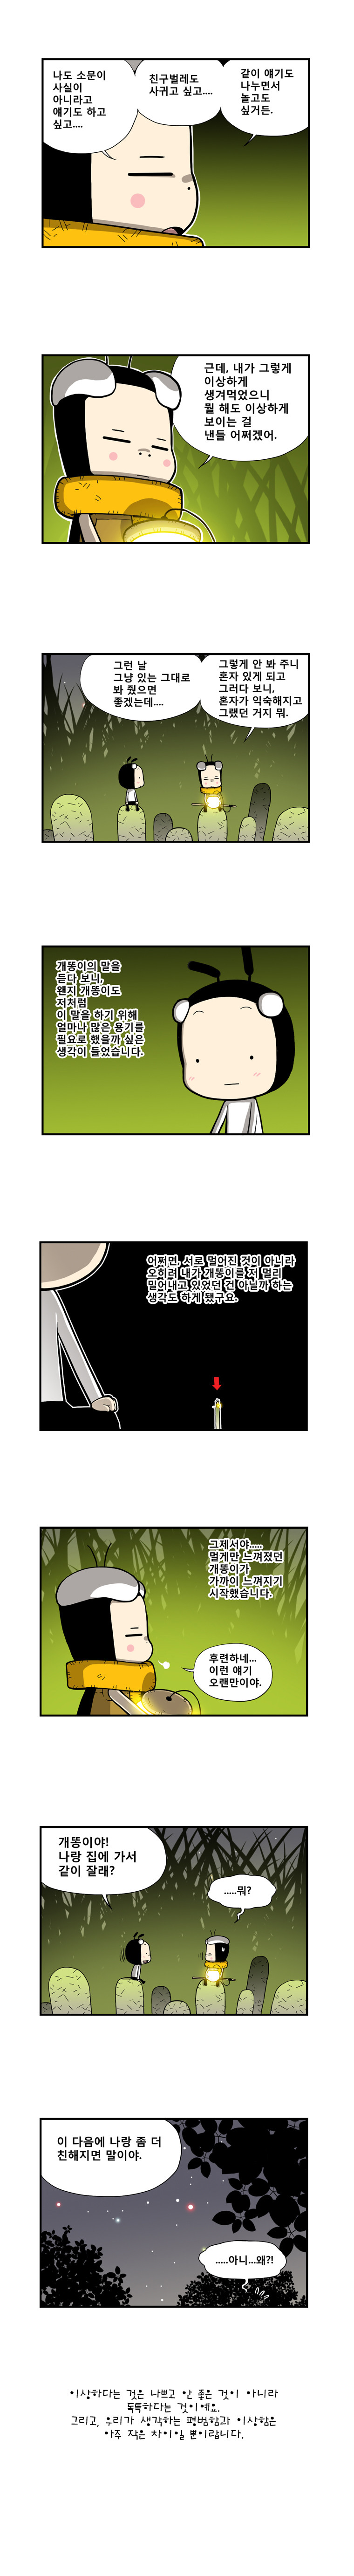 나도 소문이
사실이
아니라고
얘기도 하고
싶고....
친구벌레도
사귀고 싶고....
같이 얘기도
나누면서
놀고도
싶거든.
근데, 내가 그렇게
이상하게
생겨먹었으니
뭘 해도 이상하게
보이는 걸
낸들 어쩌겠어.
그런 날
그냥 있는 그대로
봐 줬으면
좋겠는데....
그렇게 안 봐 주니
혼자 있게 되고
그러다 보니,
혼자가 익숙해지고
그랬던 거지 뭐.
개똥이의 말을
듣다 보니,
왠지 개똥이도
저처럼
이 말을 하기 위해
얼마나 많은 용기를
필요로 했을까 싶은
생각이 들었습니다.
어쩌면, 서로 멀어진 것이 아니라
오히려 내가 개똥이를 저 멀리
밀어내고 있었던 건 아닐까 하는
생각도 하게 됐구요.
그제서야.....
멀게만 느껴졌던
개똥이가
가까이 느껴지기
시작했습니다.
후련하네...
이런 얘기
오랜만이야.
개똥이야!
나랑 집에 가서
같이 잘래?
.....뭐?
이 다음에 나랑 좀 더
친해지면 말이야.
.....아니...왜?!
이상하다는 것은 나쁘고 안 좋은 것이 아니라
독특하다는 것이예요.
그리고, 우리가 생각하는 평범함과 이상함은
아주 작은 차이일 뿐이랍니다.